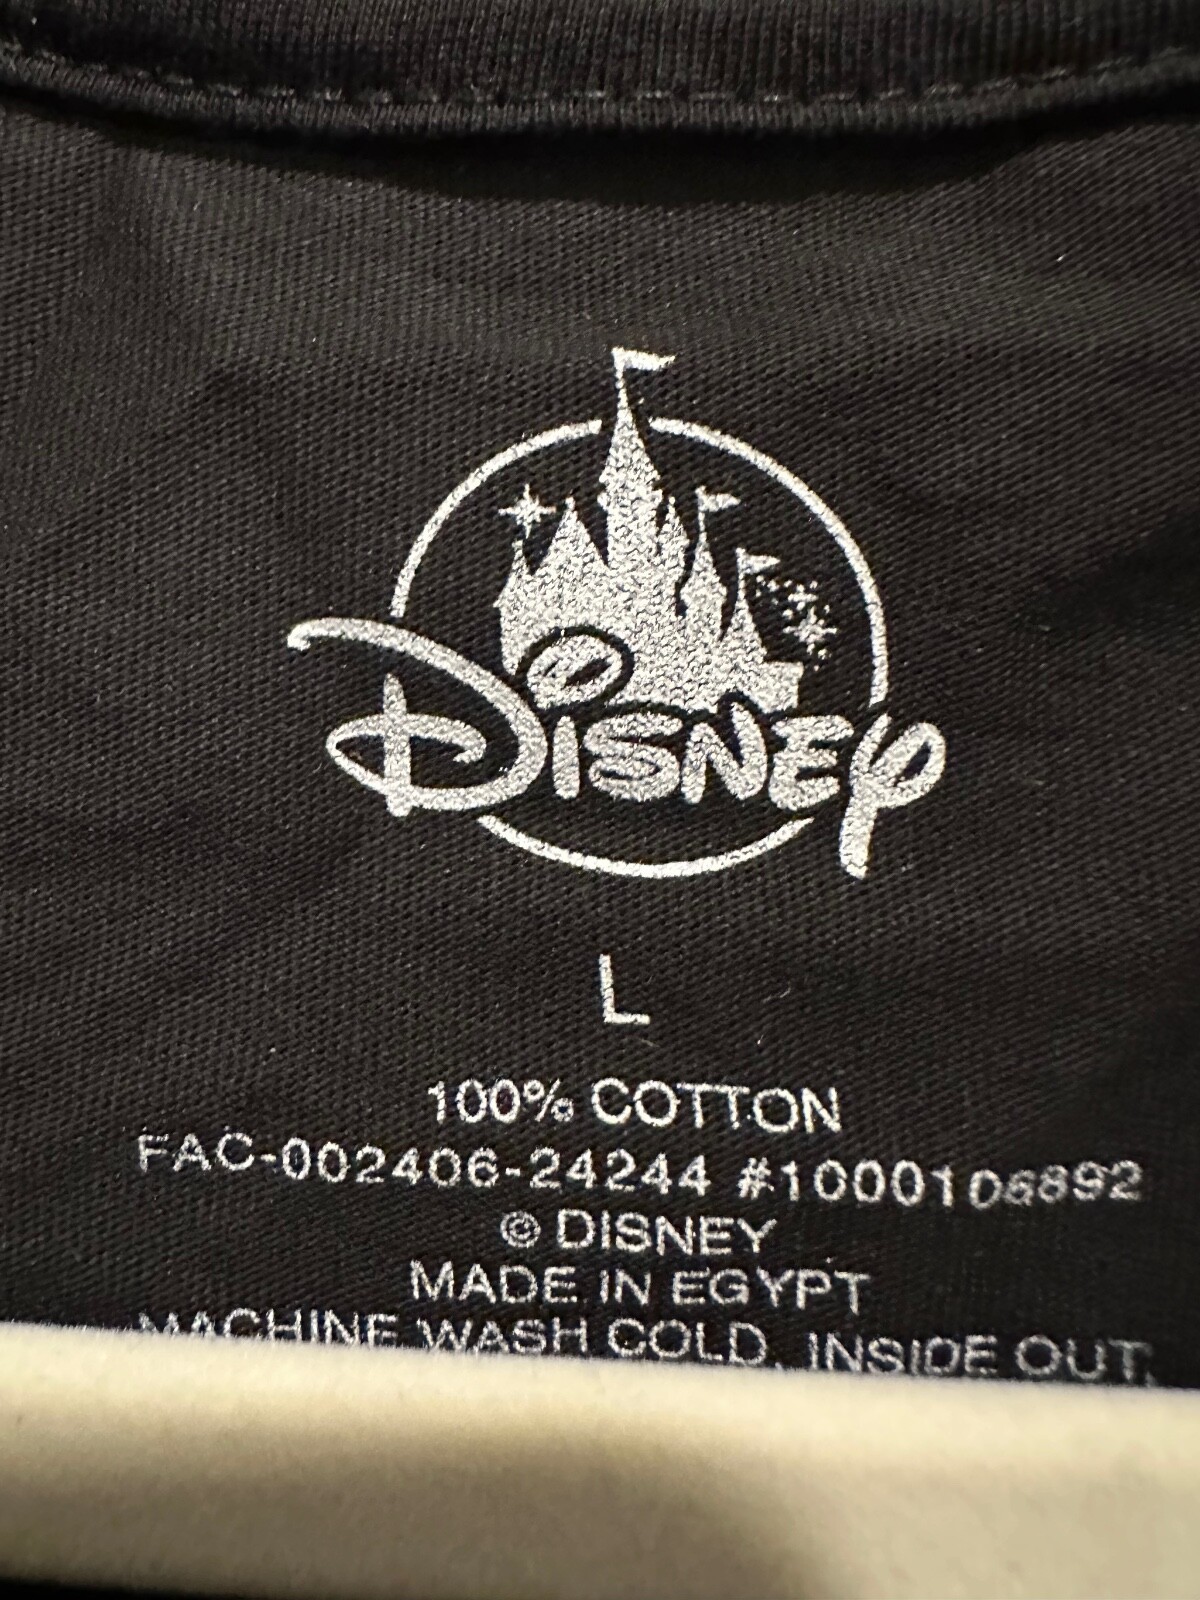 DISNEY
L
100% COTTON
FAC-002406-24244 #1000106892
© DISNEY
MADE IN EGYPT
MACHINE WASH COLD, INSIDE OUT,